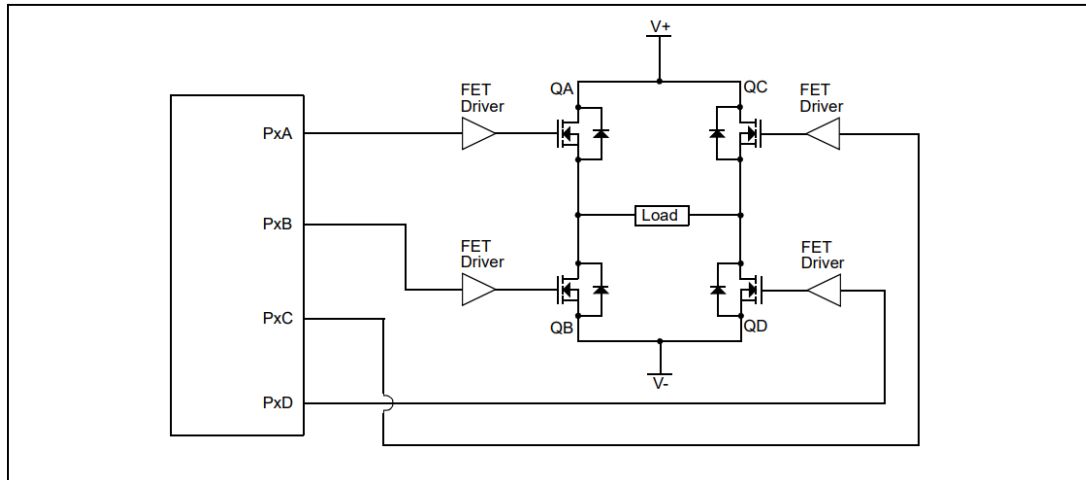 V+
QA
QC
FET
Driver
FET
Driver
PxA
Load
PxB
FET
Driver
FET
Driver
PxC
QB
QD
V-
PxD